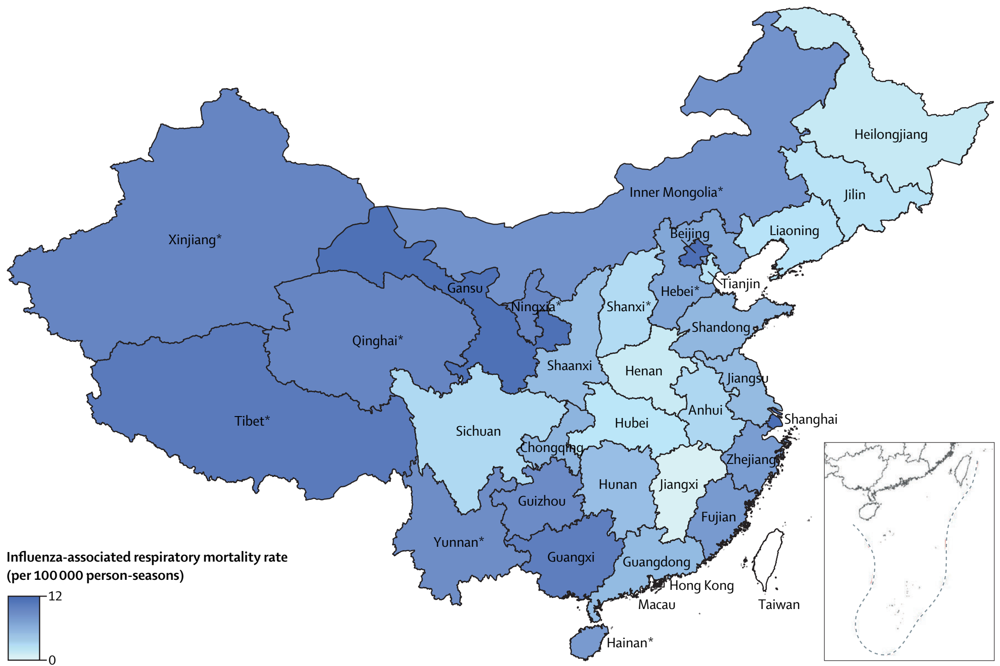 Heilongjiang
Inner Mongolia*
Jilin
Beijing
Liaoning
Xinjiang*
Tianjin
Gansu
Hebei*
Ningxia*
Shanxi*
Shandong
Qinghai*
Shaanxi
Henan
Jiangsu
Anhui
Shanghai
Tibet*
Hubei
Sichuan
Chongqing
Zhejiang
Hunan
Jiangxi
Guizhou
Fujian
Yunnan*
Guangxi
Guangdong
Hong Kong
Macau
Taiwan
Hainan*
Influenza-associated respiratory mortality rate
(per 100 000 person-seasons)
12
0